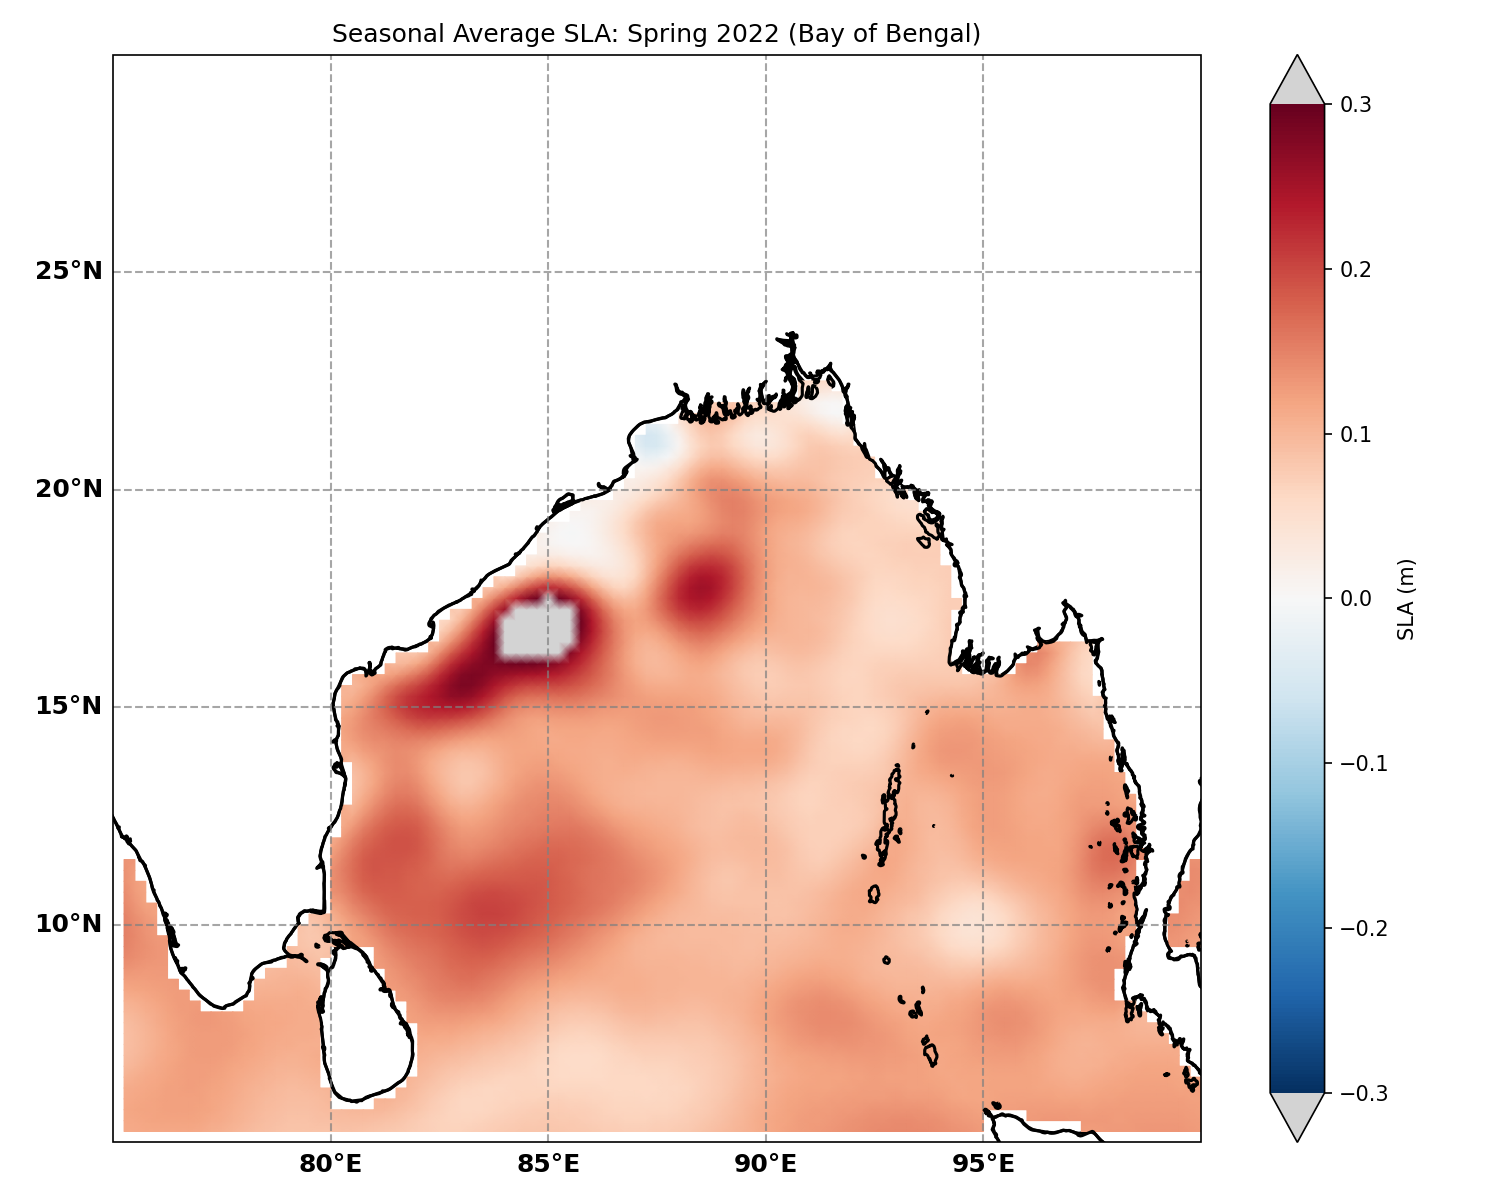 Seasonal Average SLA: Spring 2022 (Bay of Bengal)
25°N
20°N
15°N
10°N
80°E
85°E
90°E
95°E
0.3
0.2
0.1
0.0
−0.1
−0.2
−0.3
SLA (m)